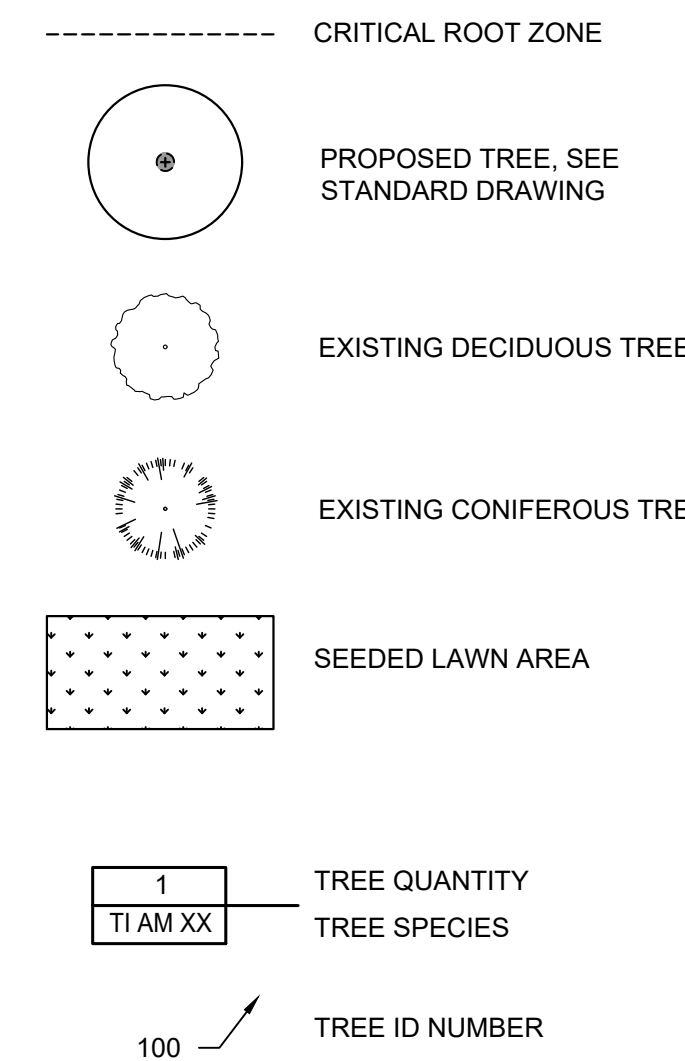 CRITICAL ROOT ZONE
PROPOSED TREE, SEE
STANDARD DRAWING
EXISTING DECIDUOUS TREE
EXISTING CONIFEROUS TRE
SEEDED LAWN AREA
1
TREE QUANTITY
TI AM XX
TREE SPECIES
100
TREE ID NUMBER